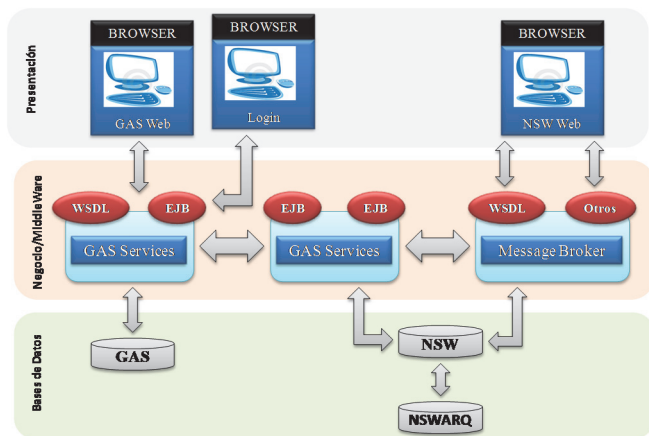 Presentación
BROWSER
GAS Web
BROWSER
Login
BROWSER
NSW Web
Negocio/MiddleWare
WSDL
EJB
GAS Services
EJB
EJB
GAS Services
WSDL
Otros
Message Broker
Bases de Datos
GAS
NSW
NSWARQ